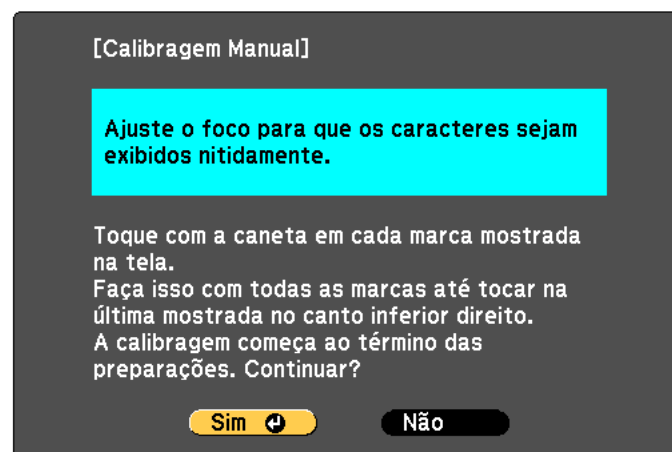 [Calibragem Manual]
Ajuste o foco para que os caracteres sejam
exibidos nitidamente.
Toque com a caneta em cada marca mostrada
na tela.
Faça isso com todas as marcas até tocar na
última mostrada no canto inferior direito.
A calibragem começa ao término das
preparações. Continuar?
Sim Não